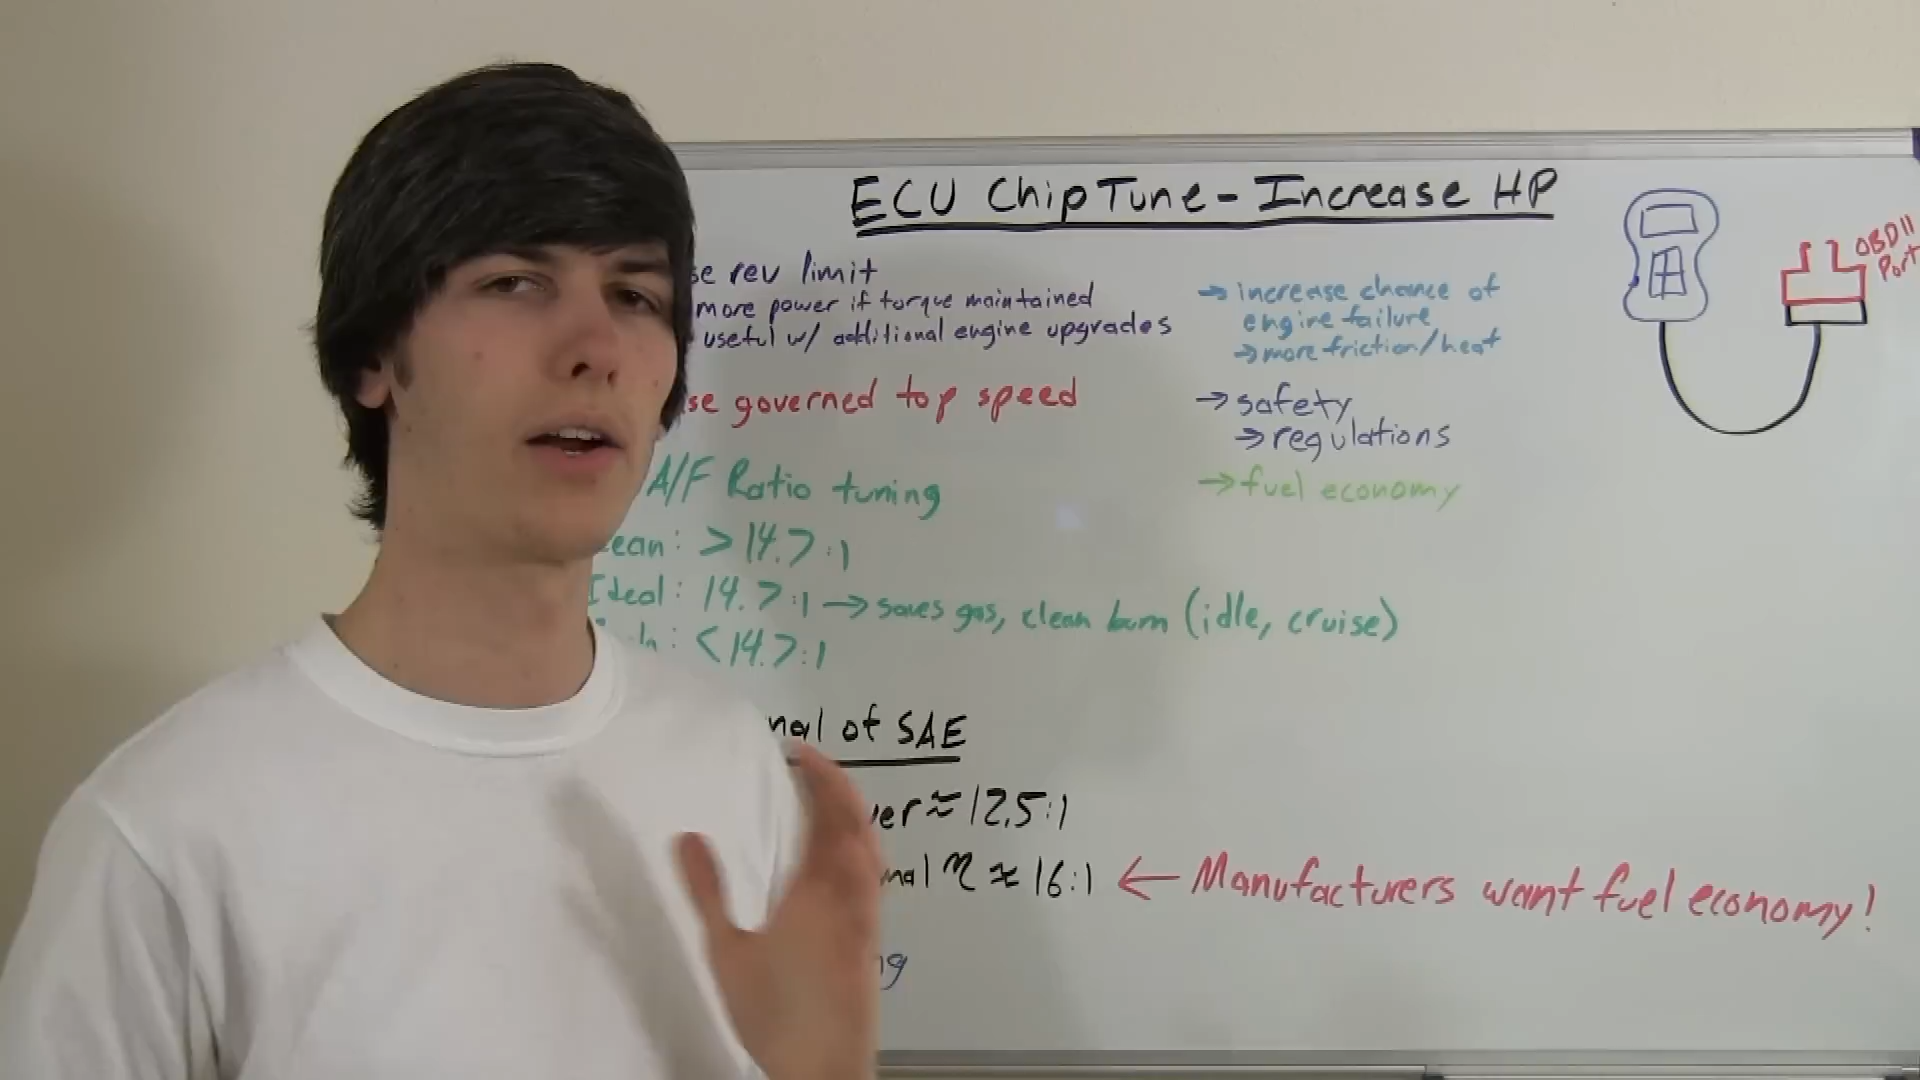 ECU Chip Tune - Increase HP
se rev limit
more power if torque maintained
useful w/ additional engine upgrades
→ increase chance of
engine failure
→ more friction/heat
OBDII
Port
se governed top speed
→ safety
→ regulations
A/F Ratio tuning
→ fuel economy
ean: > 14.7:1
Ideal: 14.7:1 → saves gas, clean burn (idle, cruise)
h: < 14.7:1
nal of SAE
wer ≈ 12.5:1
mal η ≈ 16:1 ← Manufacturers want fuel economy!
ng